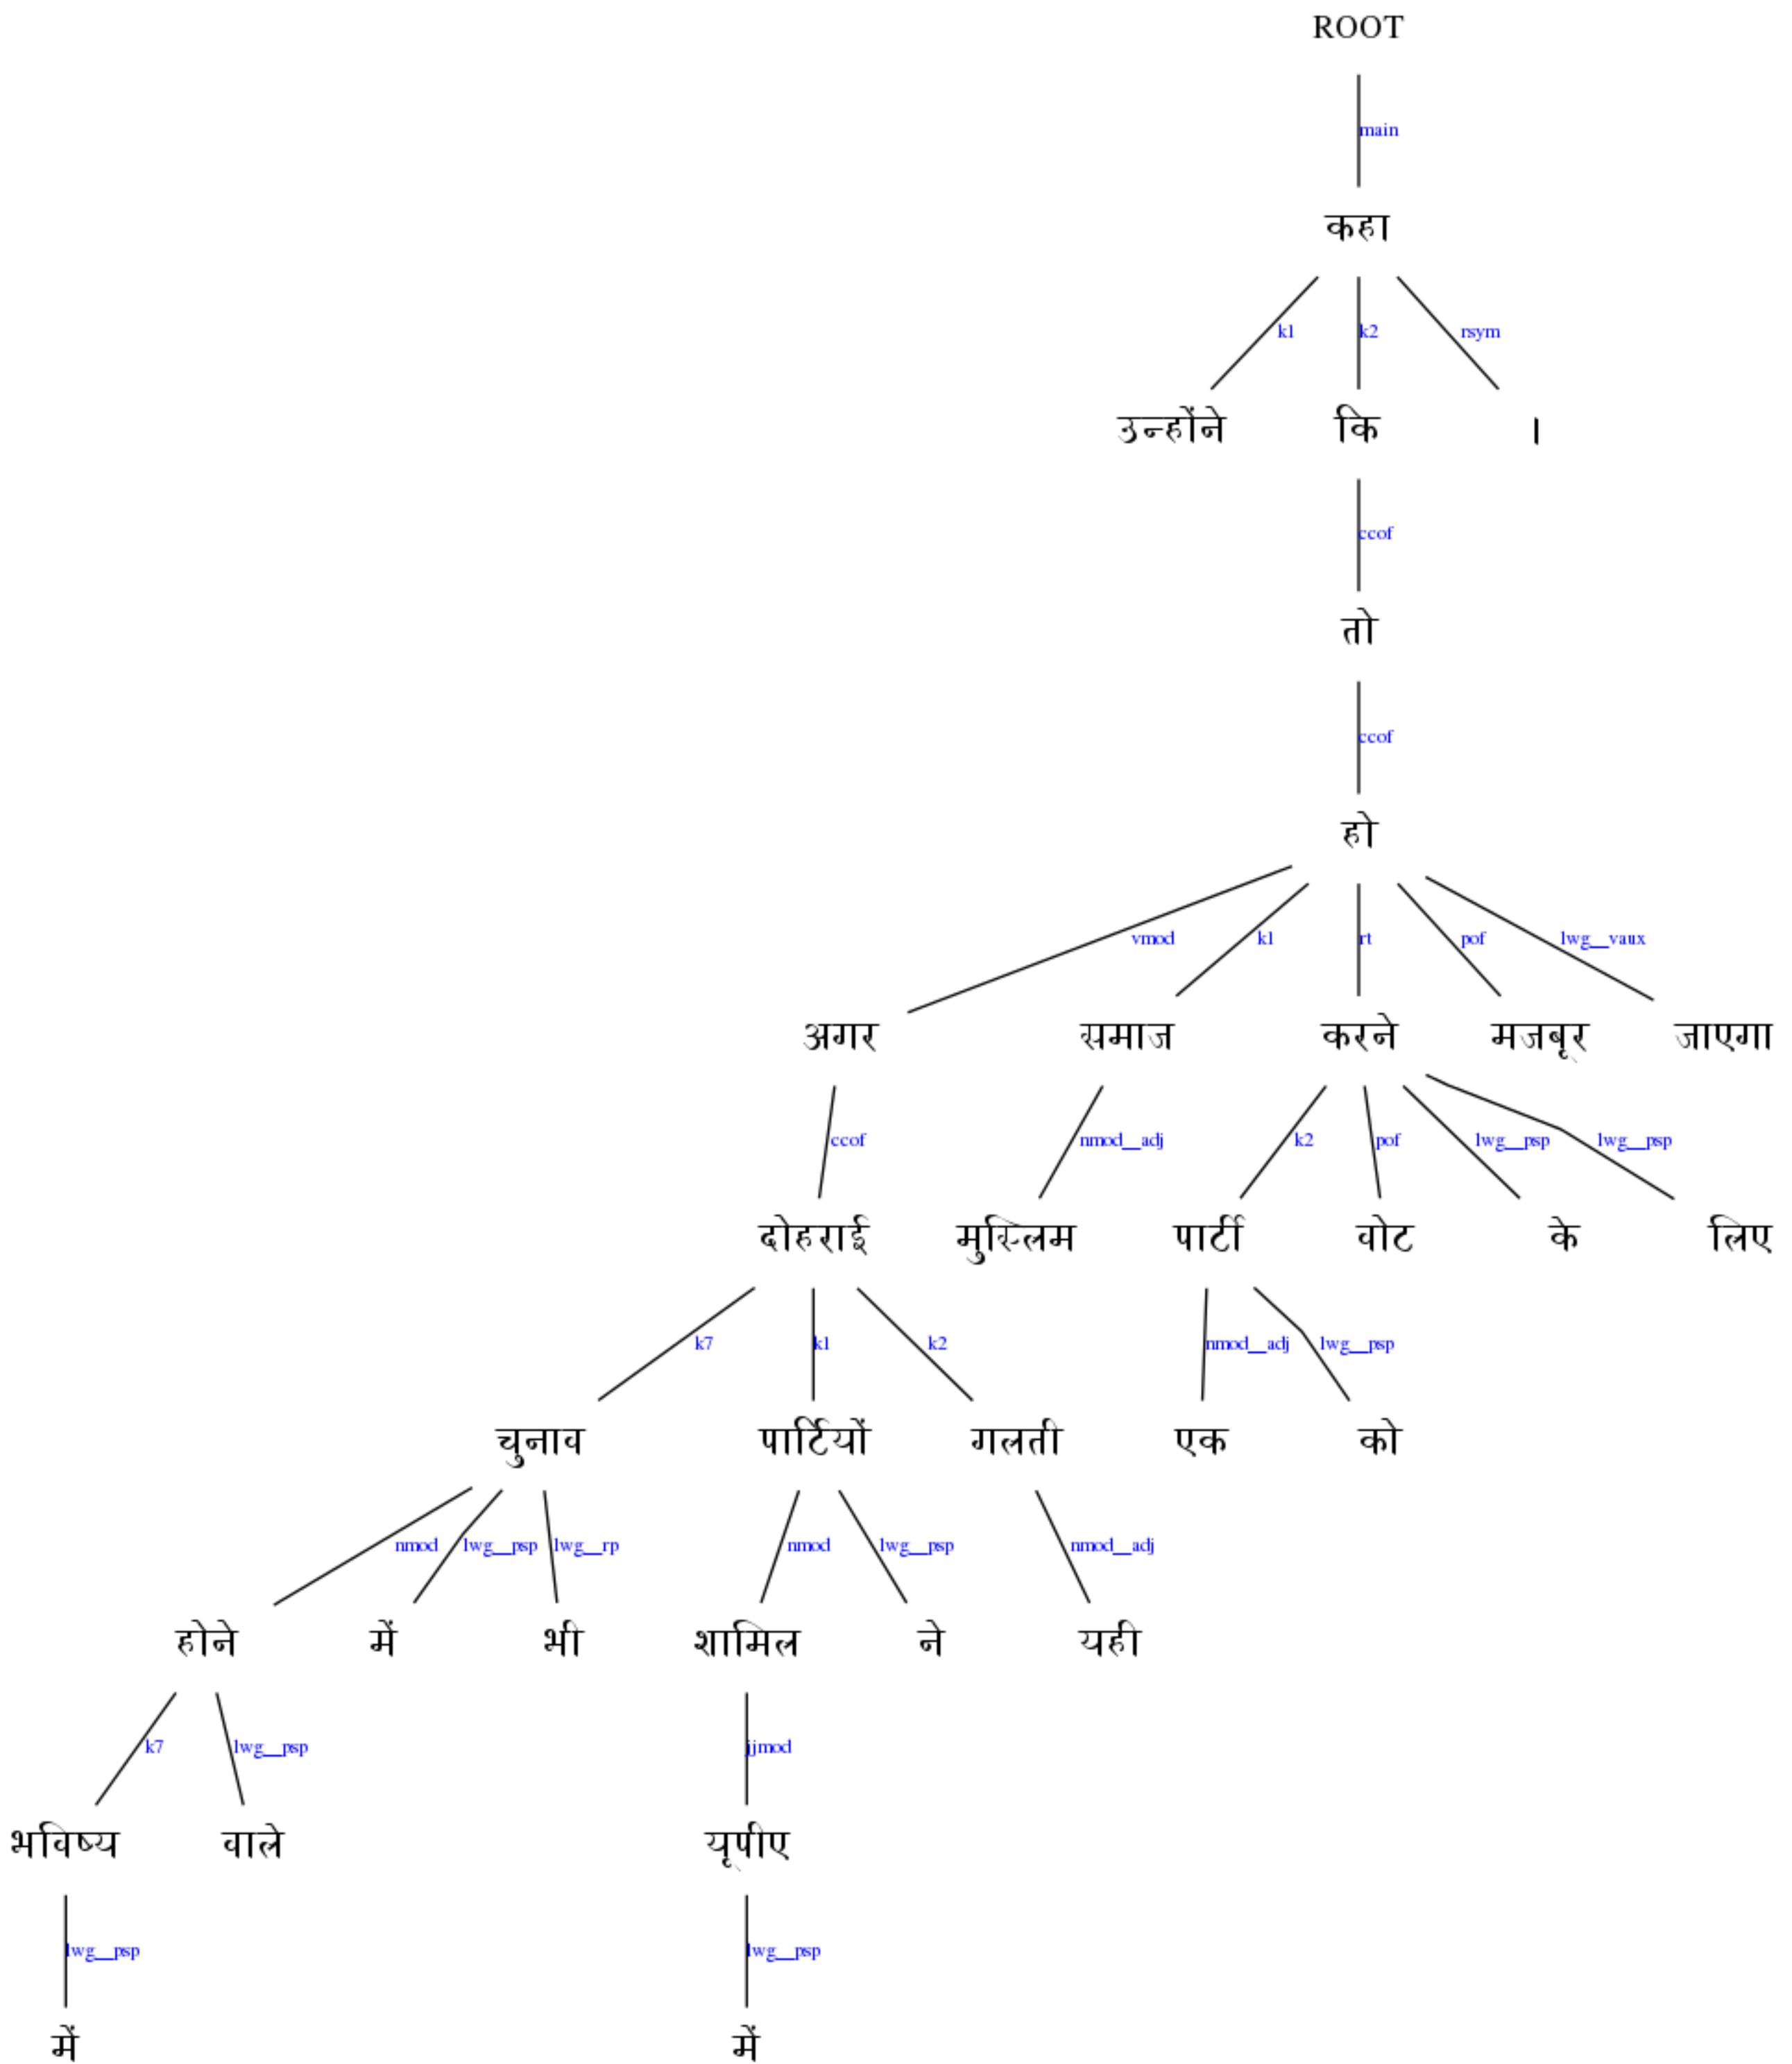 ROOT
main
कहा
k1 k2 rsym
उन्होंने कि ।
ccof
तो
ccof
हो
vmod k1 rt pof lwg__vaux
अगर समाज करने मजबूर जाएगा
ccof nmod__adj k2 pof lwg__psp lwg__psp
दोहराई मुस्लिम पार्टी वोट के लिए
k7 k1 k2 nmod__adj lwg__psp
चुनाव पार्टियों गलती एक को
nmod lwg__psp lwg__rp nmod lwg__psp nmod__adj
होने में भी शामिल ने यही
k7 lwg__psp jjmod
भविष्य वाले यूपीए
lwg__psp lwg__psp
में में